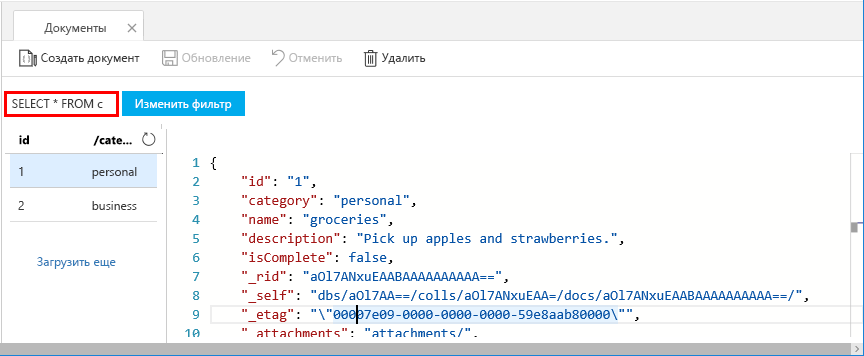 Документы
Создать документ Обновление Отменить Удалить
SELECT * FROM c Изменить фильтр
id /cate...
1 personal
2 business
Загрузить еще
1 {
2 "id": "1",
3 "category": "personal",
4 "name": "groceries",
5 "description": "Pick up apples and strawberries.",
6 "isComplete": false,
7 "_rid": "aOl7ANxuEAABAAAAAAAAAA==",
8 "_self": "dbs/aOl7AA==/colls/aOl7ANxuEAA=/docs/aOl7ANxuEAABAAAAAAAAAA==/",
9 "_etag": "\"00007e09-0000-0000-0000-59e8aab80000\"",
10 "_attachments": "attachments/",